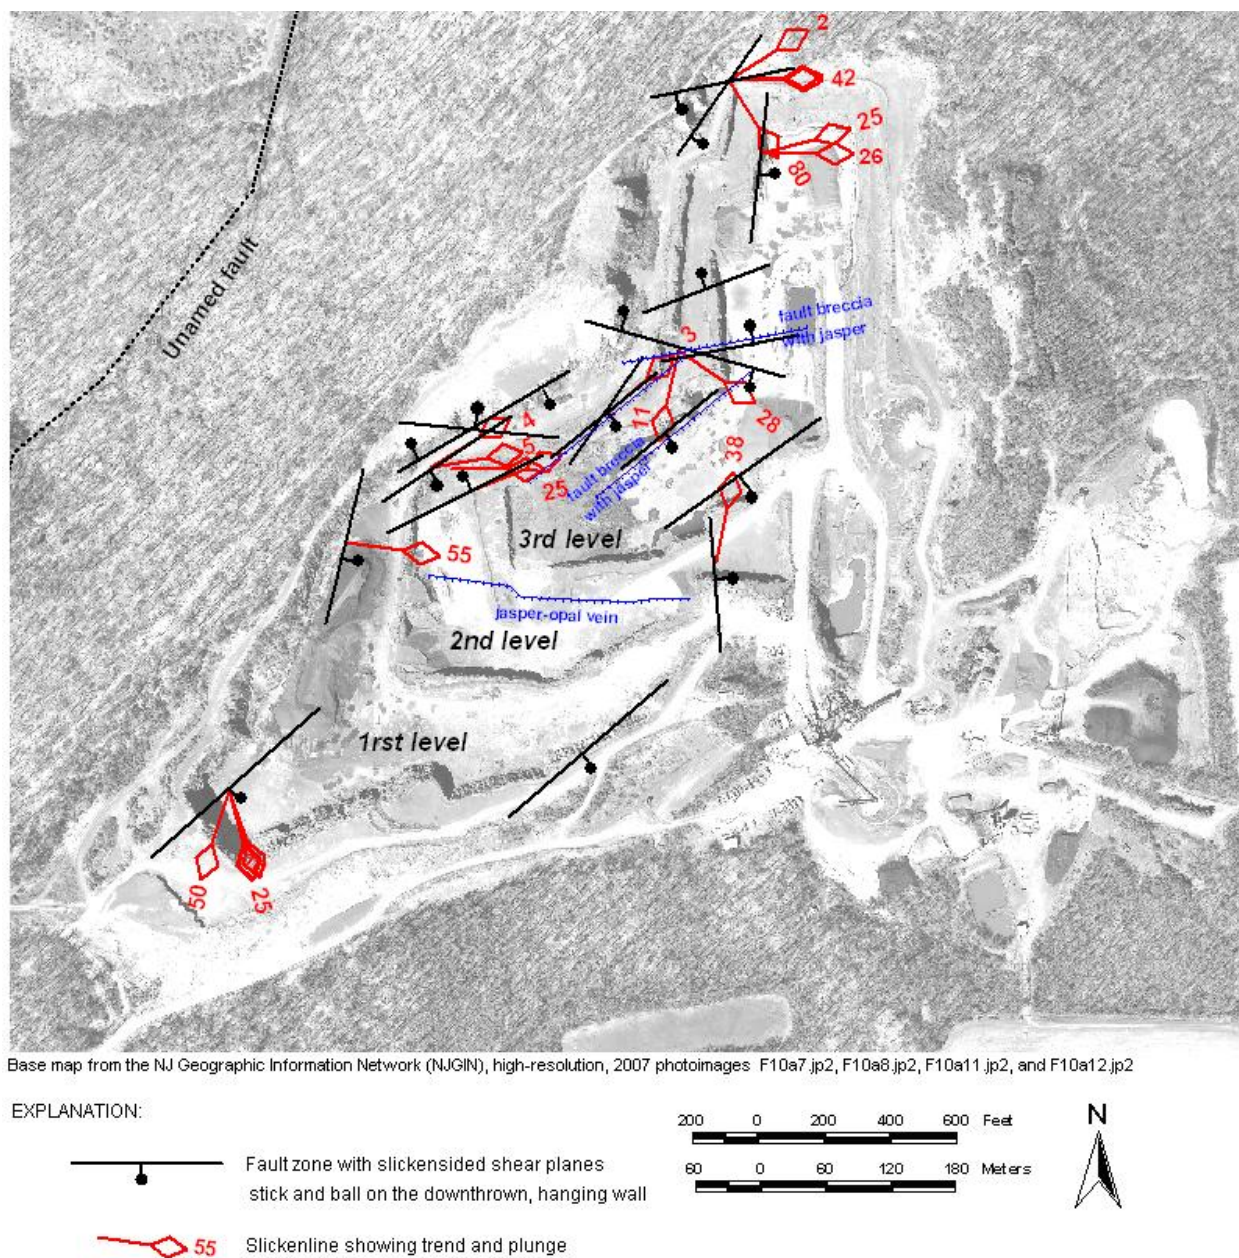 2
42
25
26
80
Unamed fault
fault breccia
with jasper
3
4
5
25
11
28
38
fault breccia
with jasper
3rd level
55
jasper-opal vein
2nd level
1rst level
50
25
Base map from the NJ Geographic Information Network (NJGIN), high-resolution, 2007 photoimages F10a7.jp2, F10a8.jp2, F10a11.jp2, and F10a12.jp2
EXPLANATION:
200 0 200 400 600 Feet
60 0 60 120 180 Meters
N
Fault zone with slickensided shear planes
stick and ball on the downthrown, hanging wall
55 Slickenline showing trend and plunge